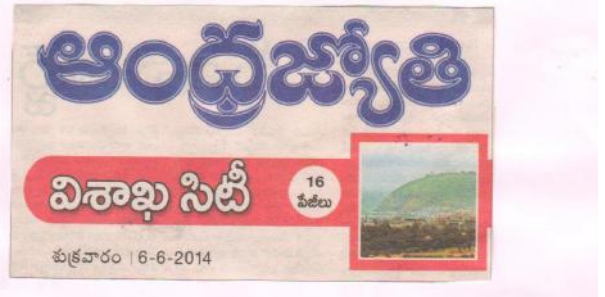 ఆంధ్రజ్యోతి
విశాఖ సిటీ
16
పేజీలు
శుక్రవారం | 6-6-2014